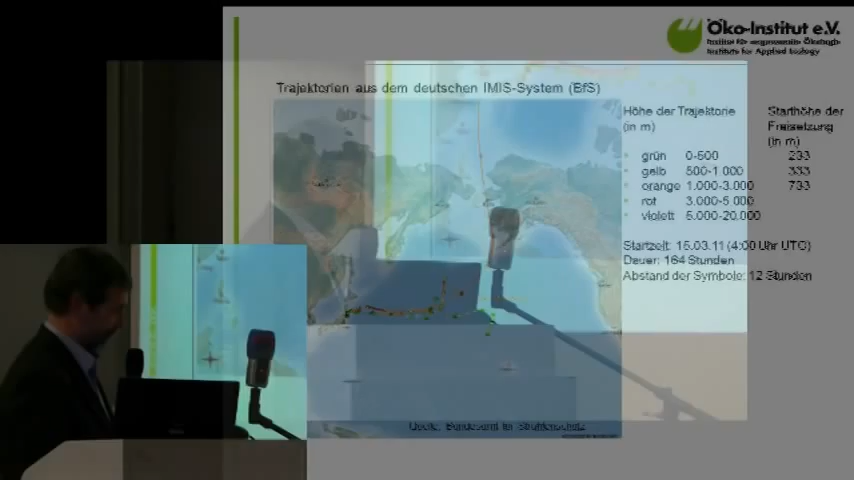 Öko-Institut e.V.
Institut für angewandte Ökologie
Institute for Applied Ecology
Trajektorien aus dem deutschen IMIS-System (BfS)
Höhe der Trajektorie
(in m)
Starthöhe der
Freisetzung
(in m)
grün 0-500 233
gelb 500-1.000 333
orange 1.000-3.000 733
rot 3.000-5.000
violett 5.000-20.000
Startzeit: 15.03.11 (4:00 Uhr UTC)
Dauer: 164 Stunden
Abstand der Symbole: 12 Stunden
Quelle: Bundesamt für Strahlenschutz